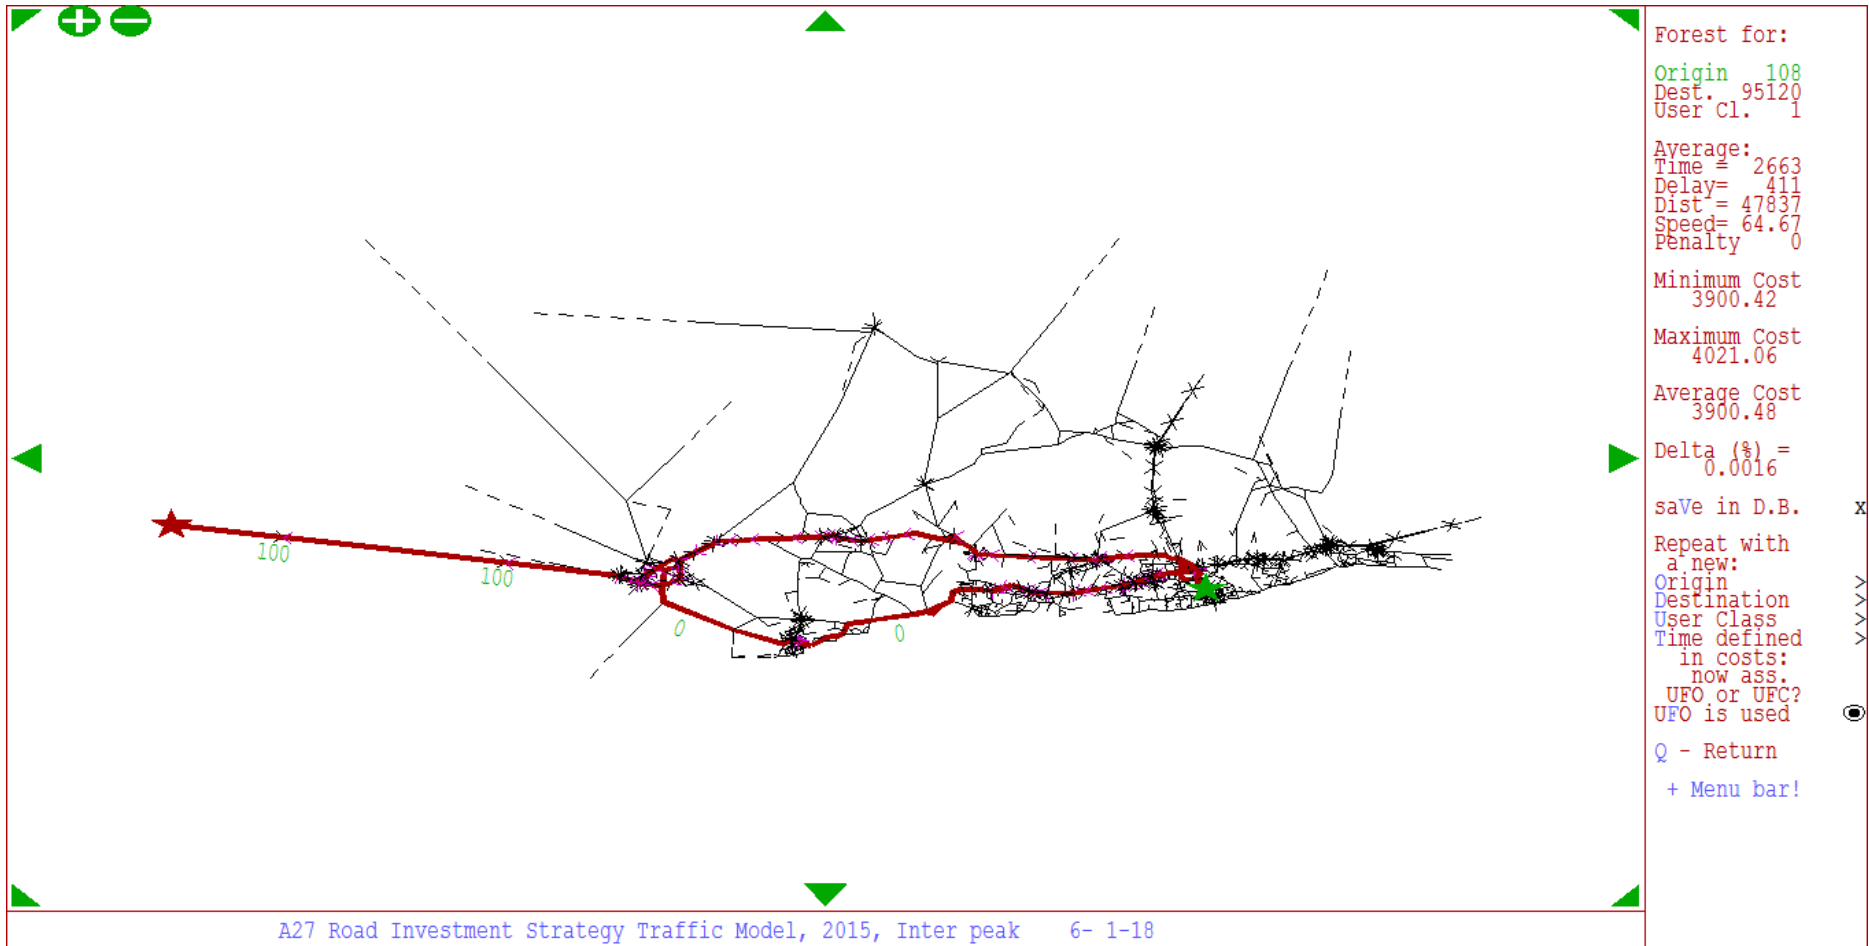 Forest for:
Origin 108
Dest. 95120
User Cl. 1
Average:
Time = 2663
Delay= 411
Dist = 47837
Speed= 64.67
Penalty 0
Minimum Cost
3900.42
Maximum Cost
4021.06
Average Cost
3900.48
Delta (%) =
0.0016
saVe in D.B. X
Repeat with
a new:
Origin >
Destination >
User Class >
Time defined >
in costs:
now ass.
UFO or UFC?
UFO is used
Q - Return
+ Menu bar!
100
100
0
0
A27 Road Investment Strategy Traffic Model, 2015, Inter peak 6- 1-18